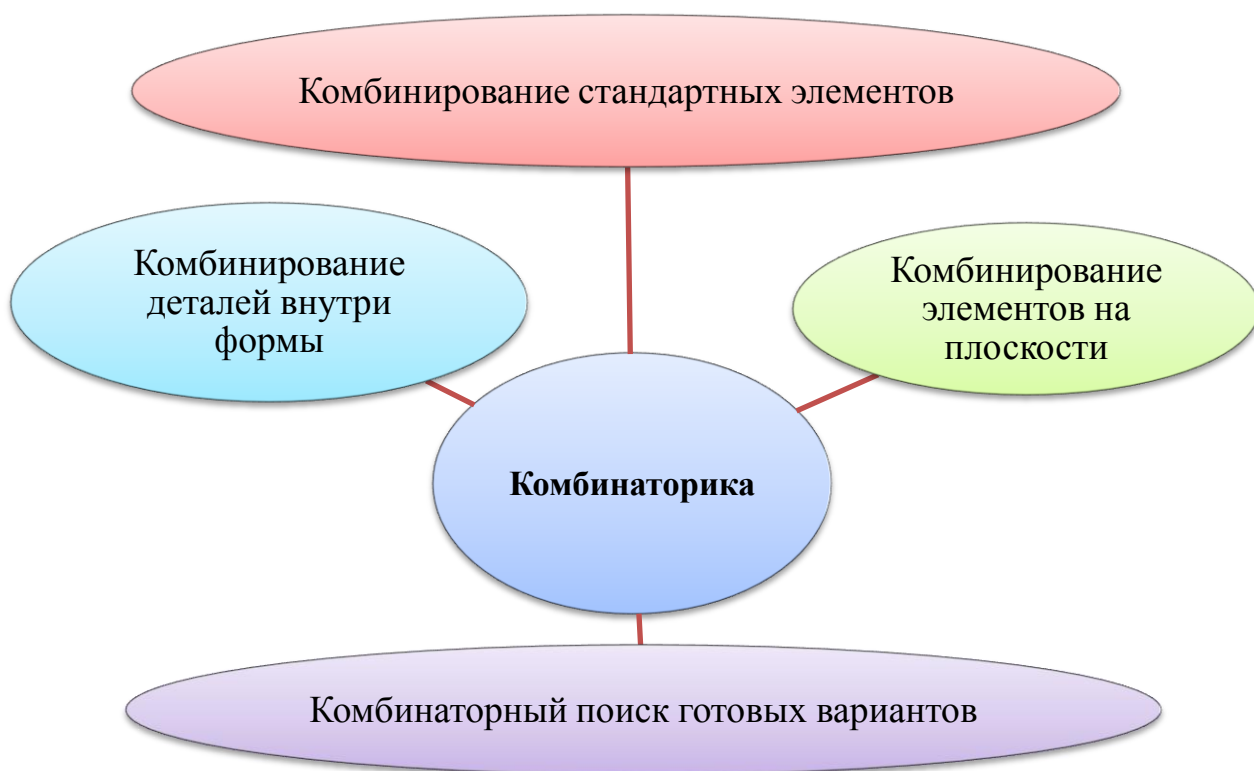 Комбинирование стандартных элементов
Комбинирование
деталей внутри
формы
Комбинирование
элементов на
плоскости
Комбинаторика
Комбинаторный поиск готовых вариантов